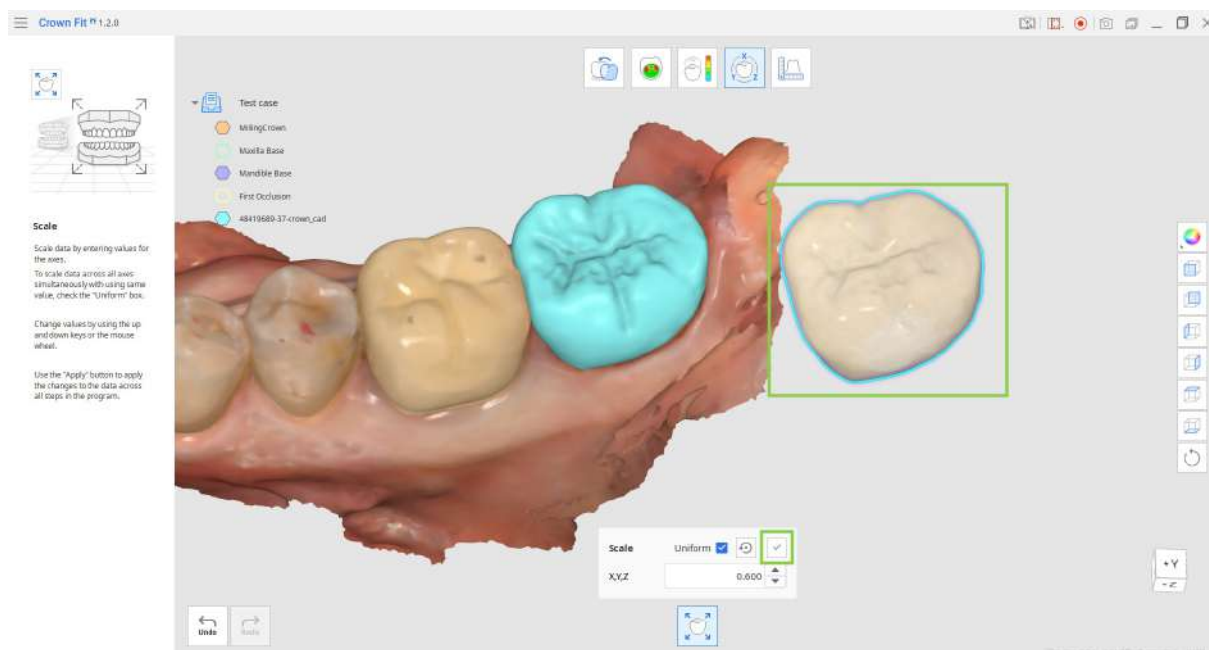 Crown Fit 1.2.0
Test case
MillingCrown
Maxilla Base
Mandible Base
First Occlusion
48419689-37-crown_cad
Scale
Scale data by entering values for
the axes.
To scale data across all axes
simultaneously with using same
value, check the "Uniform" box.
Change values by using the up
and down keys or the mouse
wheel.
Use the "Apply" button to apply
the changes to the data across
all steps in the program.
X
Y
Z
Scale
Uniform
X,Y,Z
0.600
Undo
Redo
+Y
-Z